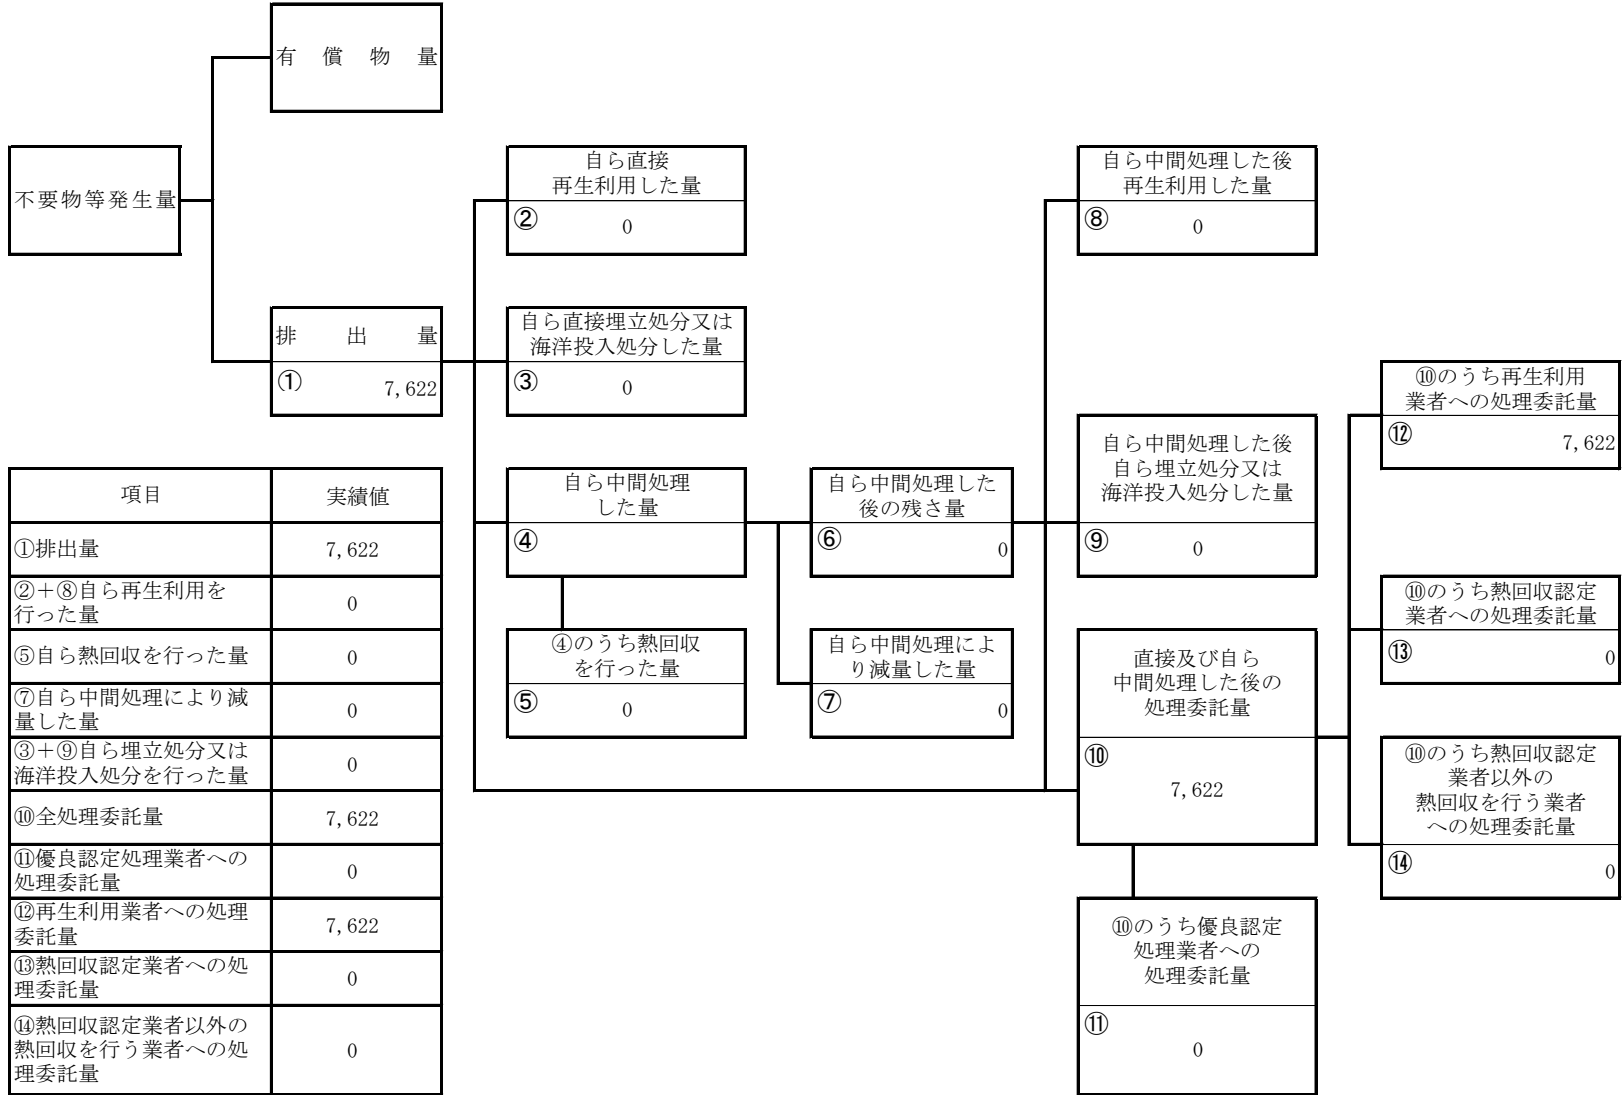 有償物量
不要物等発生量
排出量
① 7,622
自ら直接
再生利用した量
② 0
自ら直接埋立処分又は
海洋投入処分した量
③ 0
自ら中間処理
した量
④
④のうち熱回収
を行った量
⑤ 0
自ら中間処理した
後の残さ量
⑥ 0
自ら中間処理によ
り減量した量
⑦ 0
自ら中間処理した後
再生利用した量
⑧ 0
自ら中間処理した後
自ら埋立処分又は
海洋投入処分した量
⑨ 0
直接及び自ら
中間処理した後の
処理委託量
⑩
7,622
⑩のうち優良認定
処理業者への
処理委託量
⑪
0
⑩のうち再生利用
業者への処理委託量
⑫ 7,622
⑩のうち熱回収認定
業者への処理委託量
⑬ 0
⑩のうち熱回収認定
業者以外の
熱回収を行う業者
への処理委託量
⑭ 0
項目 実績値
①排出量 7,622
②+⑧自ら再生利用を
行った量 0
⑤自ら熱回収を行った量 0
⑦自ら中間処理により減
量した量 0
③+⑨自ら埋立処分又は
海洋投入処分を行った量 0
⑩全処理委託量 7,622
⑪優良認定処理業者への
処理委託量 0
⑫再生利用業者への処理
委託量 7,622
⑬熱回収認定業者への処
理委託量 0
⑭熱回収認定業者以外の
熱回収を行う業者への処
理委託量 0